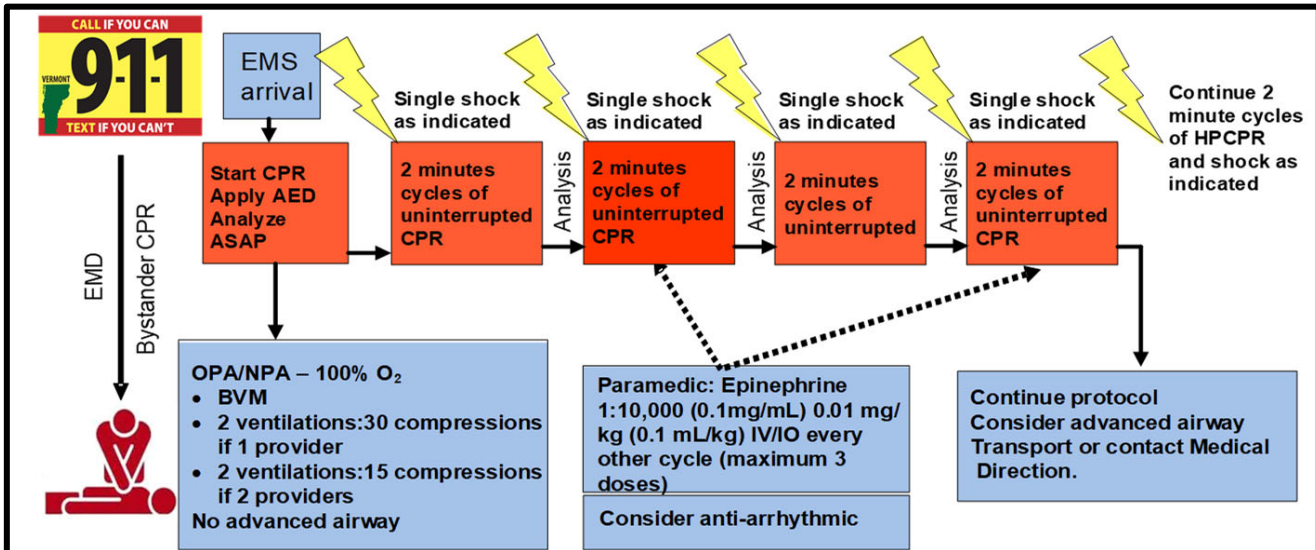 CALL IF YOU CAN
VERMONT
9-1-1
TEXT IF YOU CAN'T
EMD
Bystander CPR
EMS
arrival
Start CPR
Apply AED
Analyze
ASAP
Single shock
as indicated
2 minutes
cycles of
uninterrupted
CPR
Analysis
Single shock
as indicated
2 minutes
cycles of
uninterrupted
CPR
Analysis
Single shock
as indicated
2 minutes
cycles of
uninterrupted
Analysis
Single shock
as indicated
2 minutes
cycles of
uninterrupted
CPR
Continue 2
minute cycles
of HPCPR
and shock as
indicated
OPA/NPA – 100% O₂
• BVM
• 2 ventilations:30 compressions
if 1 provider
• 2 ventilations:15 compressions
if 2 providers
No advanced airway
Paramedic: Epinephrine
1:10,000 (0.1mg/mL) 0.01 mg/
kg (0.1 mL/kg) IV/IO every
other cycle (maximum 3
doses)
Consider anti-arrhythmic
Continue protocol
Consider advanced airway
Transport or contact Medical
Direction.